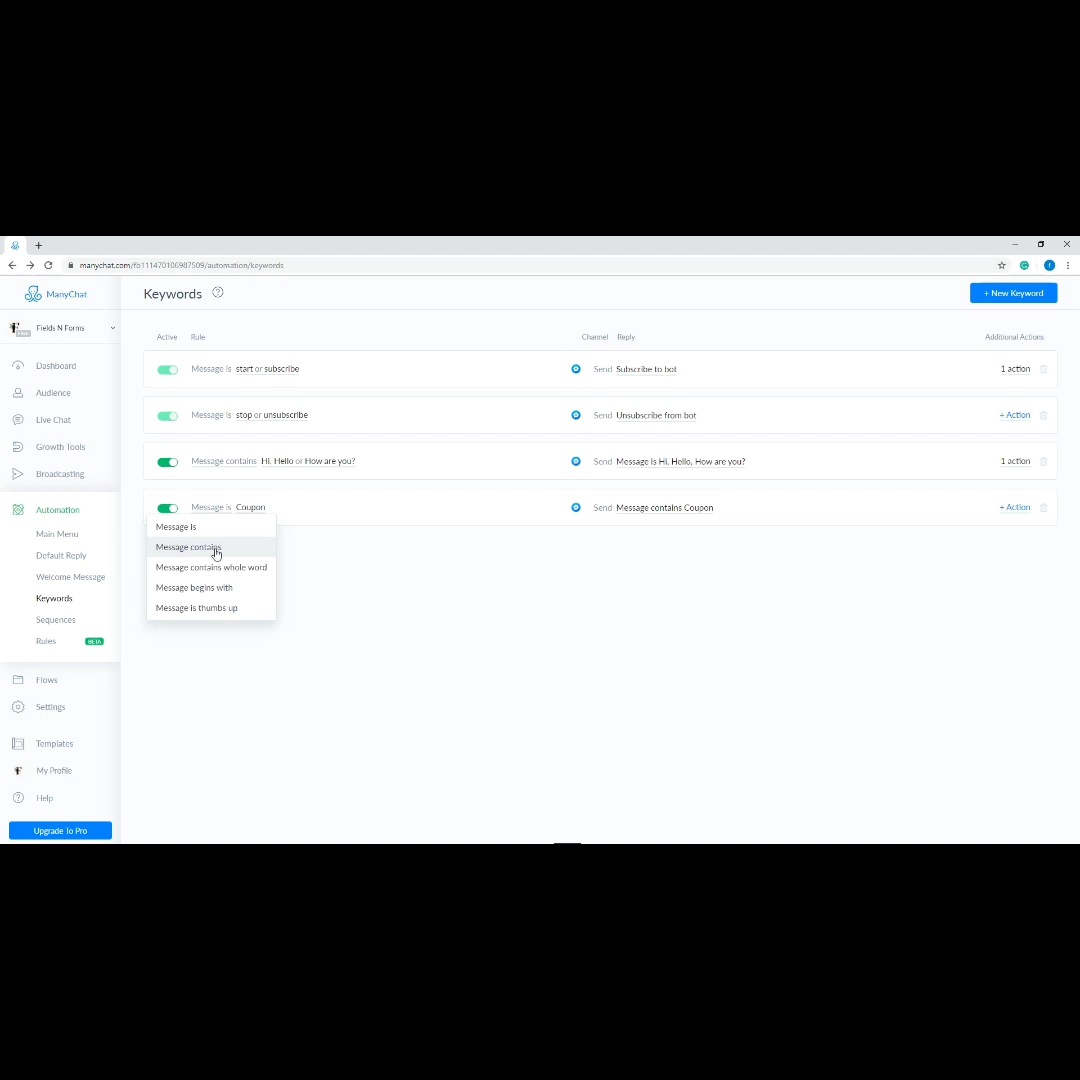 manychat.com/fb111470106987509/automation/keywords
ManyChat
Keywords
+ New Keyword
Fields N Forms
Active Rule Channel Reply Additional Actions
Dashboard
Audience
Live Chat
Growth Tools
Broadcasting
Automation
Main Menu
Default Reply
Welcome Message
Keywords
Sequences
Rules BETA
Flows
Settings
Templates
My Profile
Help
Upgrade To Pro
Message is start or subscribe Send Subscribe to bot 1 action
Message is stop or unsubscribe Send Unsubscribe from bot + Action
Message contains Hi, Hello or How are you? Send Message is Hi, Hello, How are you? 1 action
Message is Coupon Send Message contains Coupon + Action
Message is
Message contains
Message contains whole word
Message begins with
Message is thumbs up